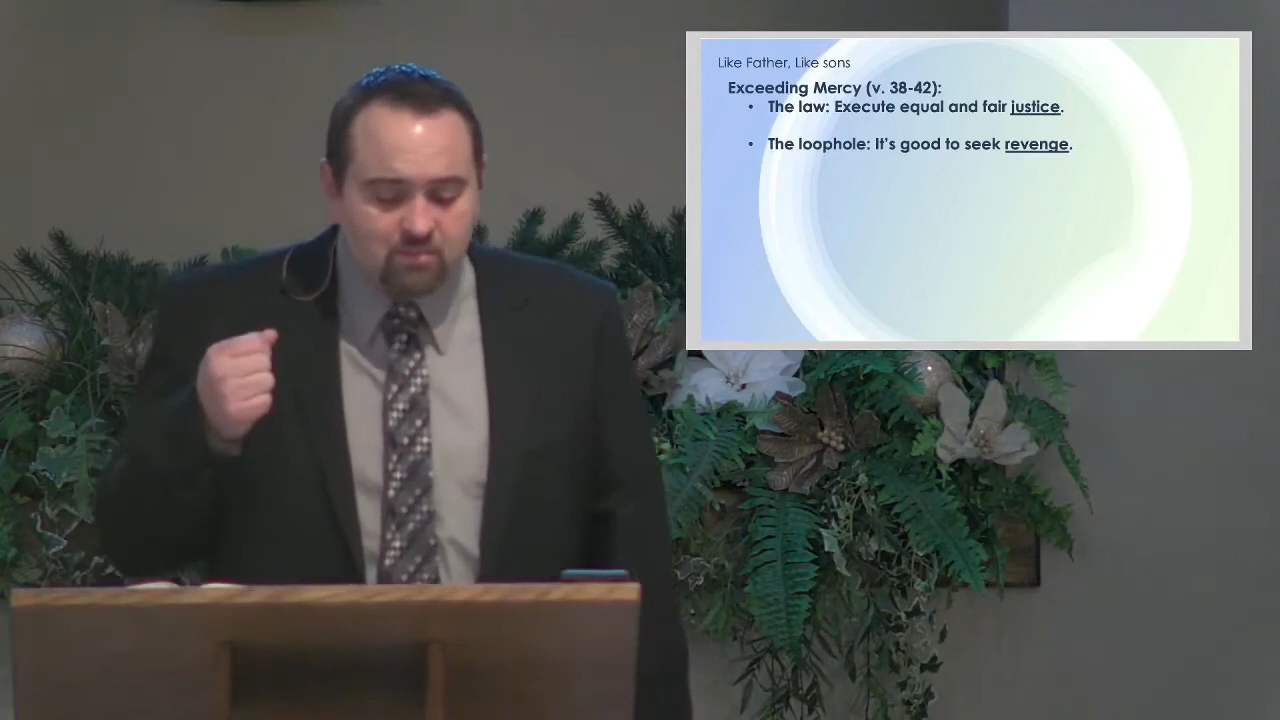 Like Father, Like sons
Exceeding Mercy (v. 38-42):
• The law: Execute equal and fair justice.
• The loophole: It's good to seek revenge.